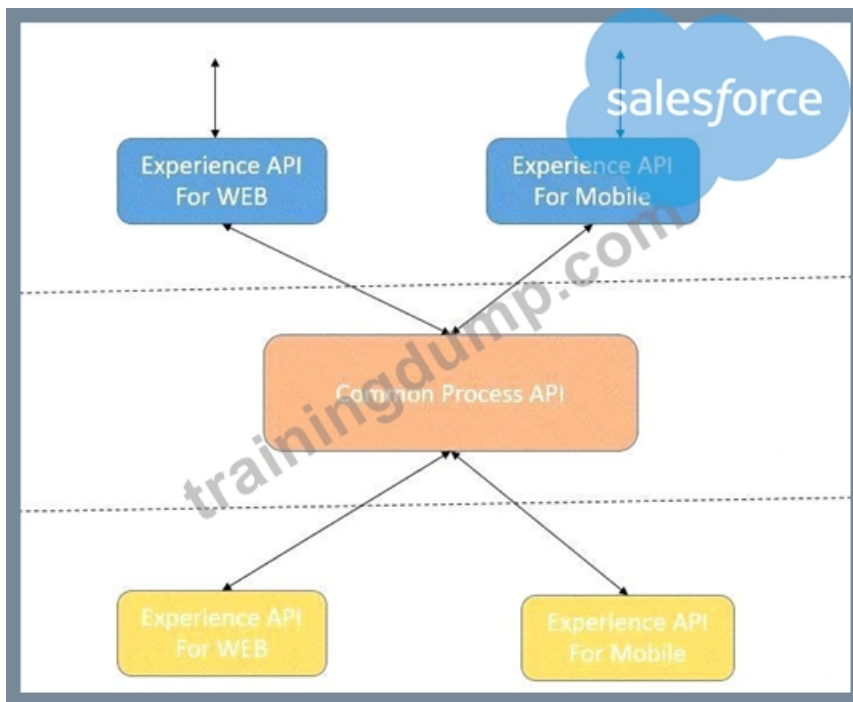 salesforce
Experience API
For WEB
Experience API
For Mobile
Common Process API
trainingdump.com
Experience API
For WEB
Experience API
For Mobile